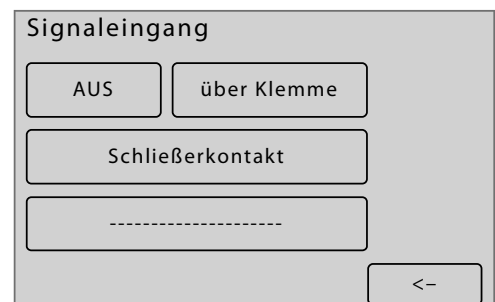 Signaleingang
AUS über Klemme
Schließerkontakt
---------------------
<–